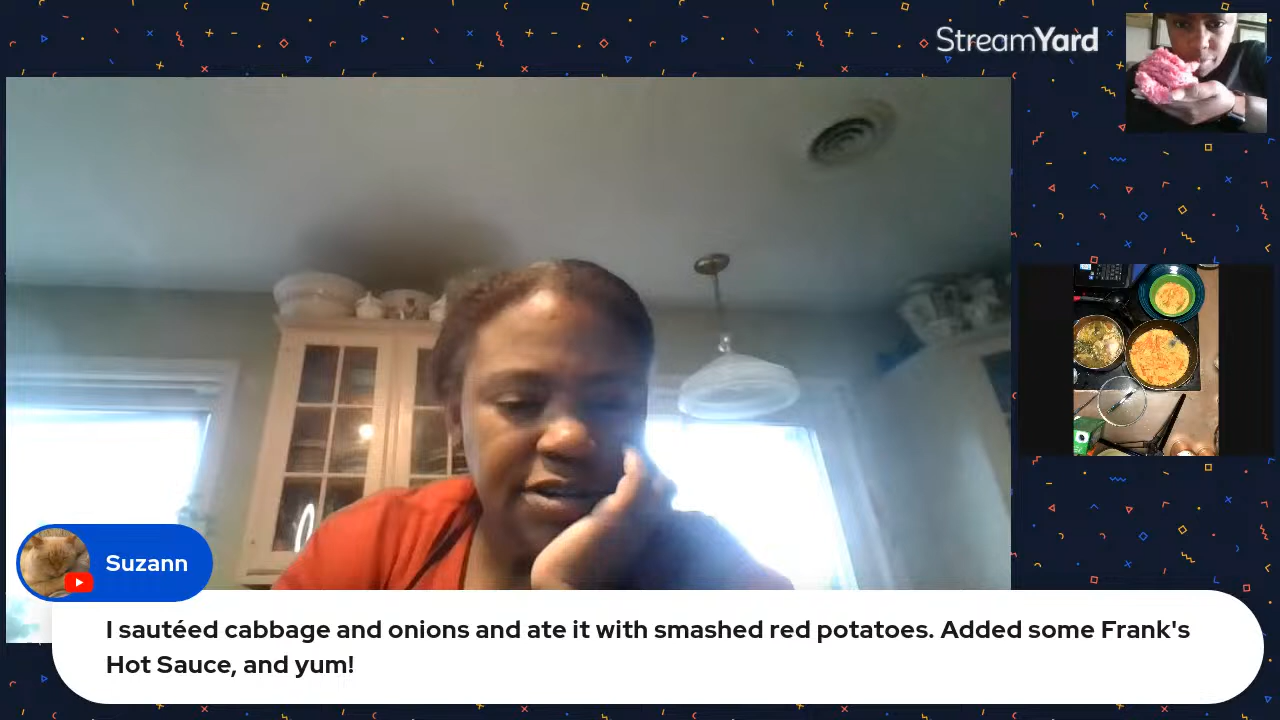 StreamYard
Suzann
I sautéed cabbage and onions and ate it with smashed red potatoes. Added some Frank's
Hot Sauce, and yum!